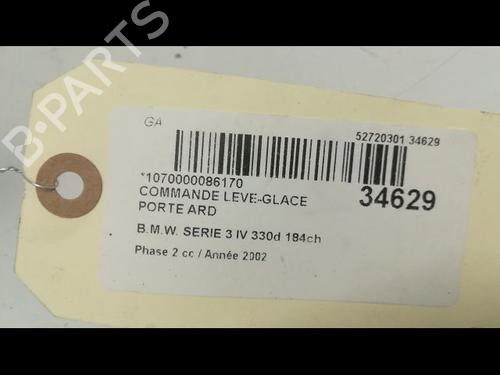 B-PARTS
GA
52720301 34629
*1070000086170
COMMANDE LEVE-GLACE
PORTE ARD
34629
B.M.W. SERIE 3 IV 330d 184ch
Phase 2 cc / Année 2002